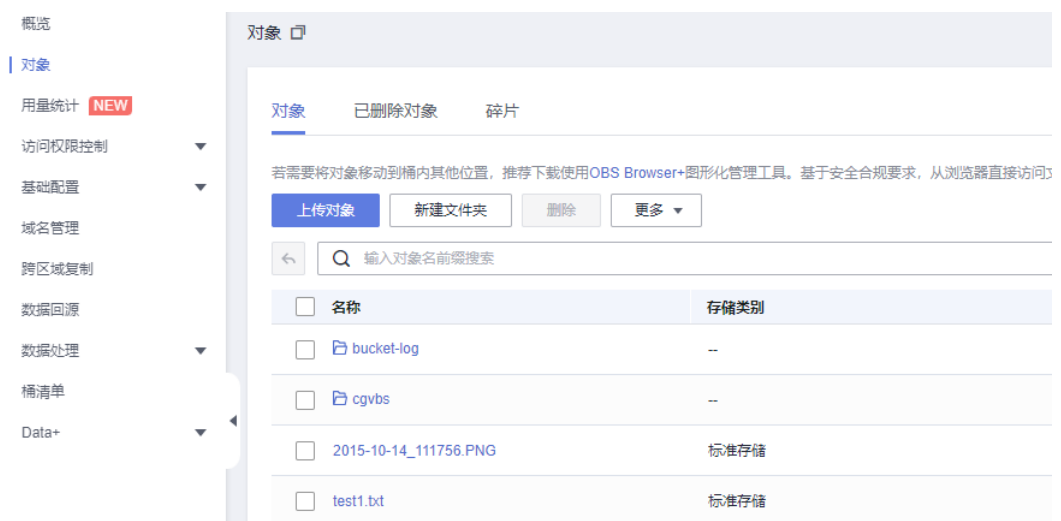 概览
对象
用量统计 NEW
访问权限控制
基础配置
域名管理
跨区域复制
数据回源
数据处理
桶清单
Data+
对象
对象 已删除对象 碎片
若需要将对象移动到桶内其他位置，推荐下载使用OBS Browser+图形化管理工具。基于安全合规要求，从浏览器直接访问
上传对象 新建文件夹 删除 更多
输入对象名前缀搜索
名称 存储类别
bucket-log --
cgvbs --
2015-10-14_111756.PNG 标准存储
test1.txt 标准存储